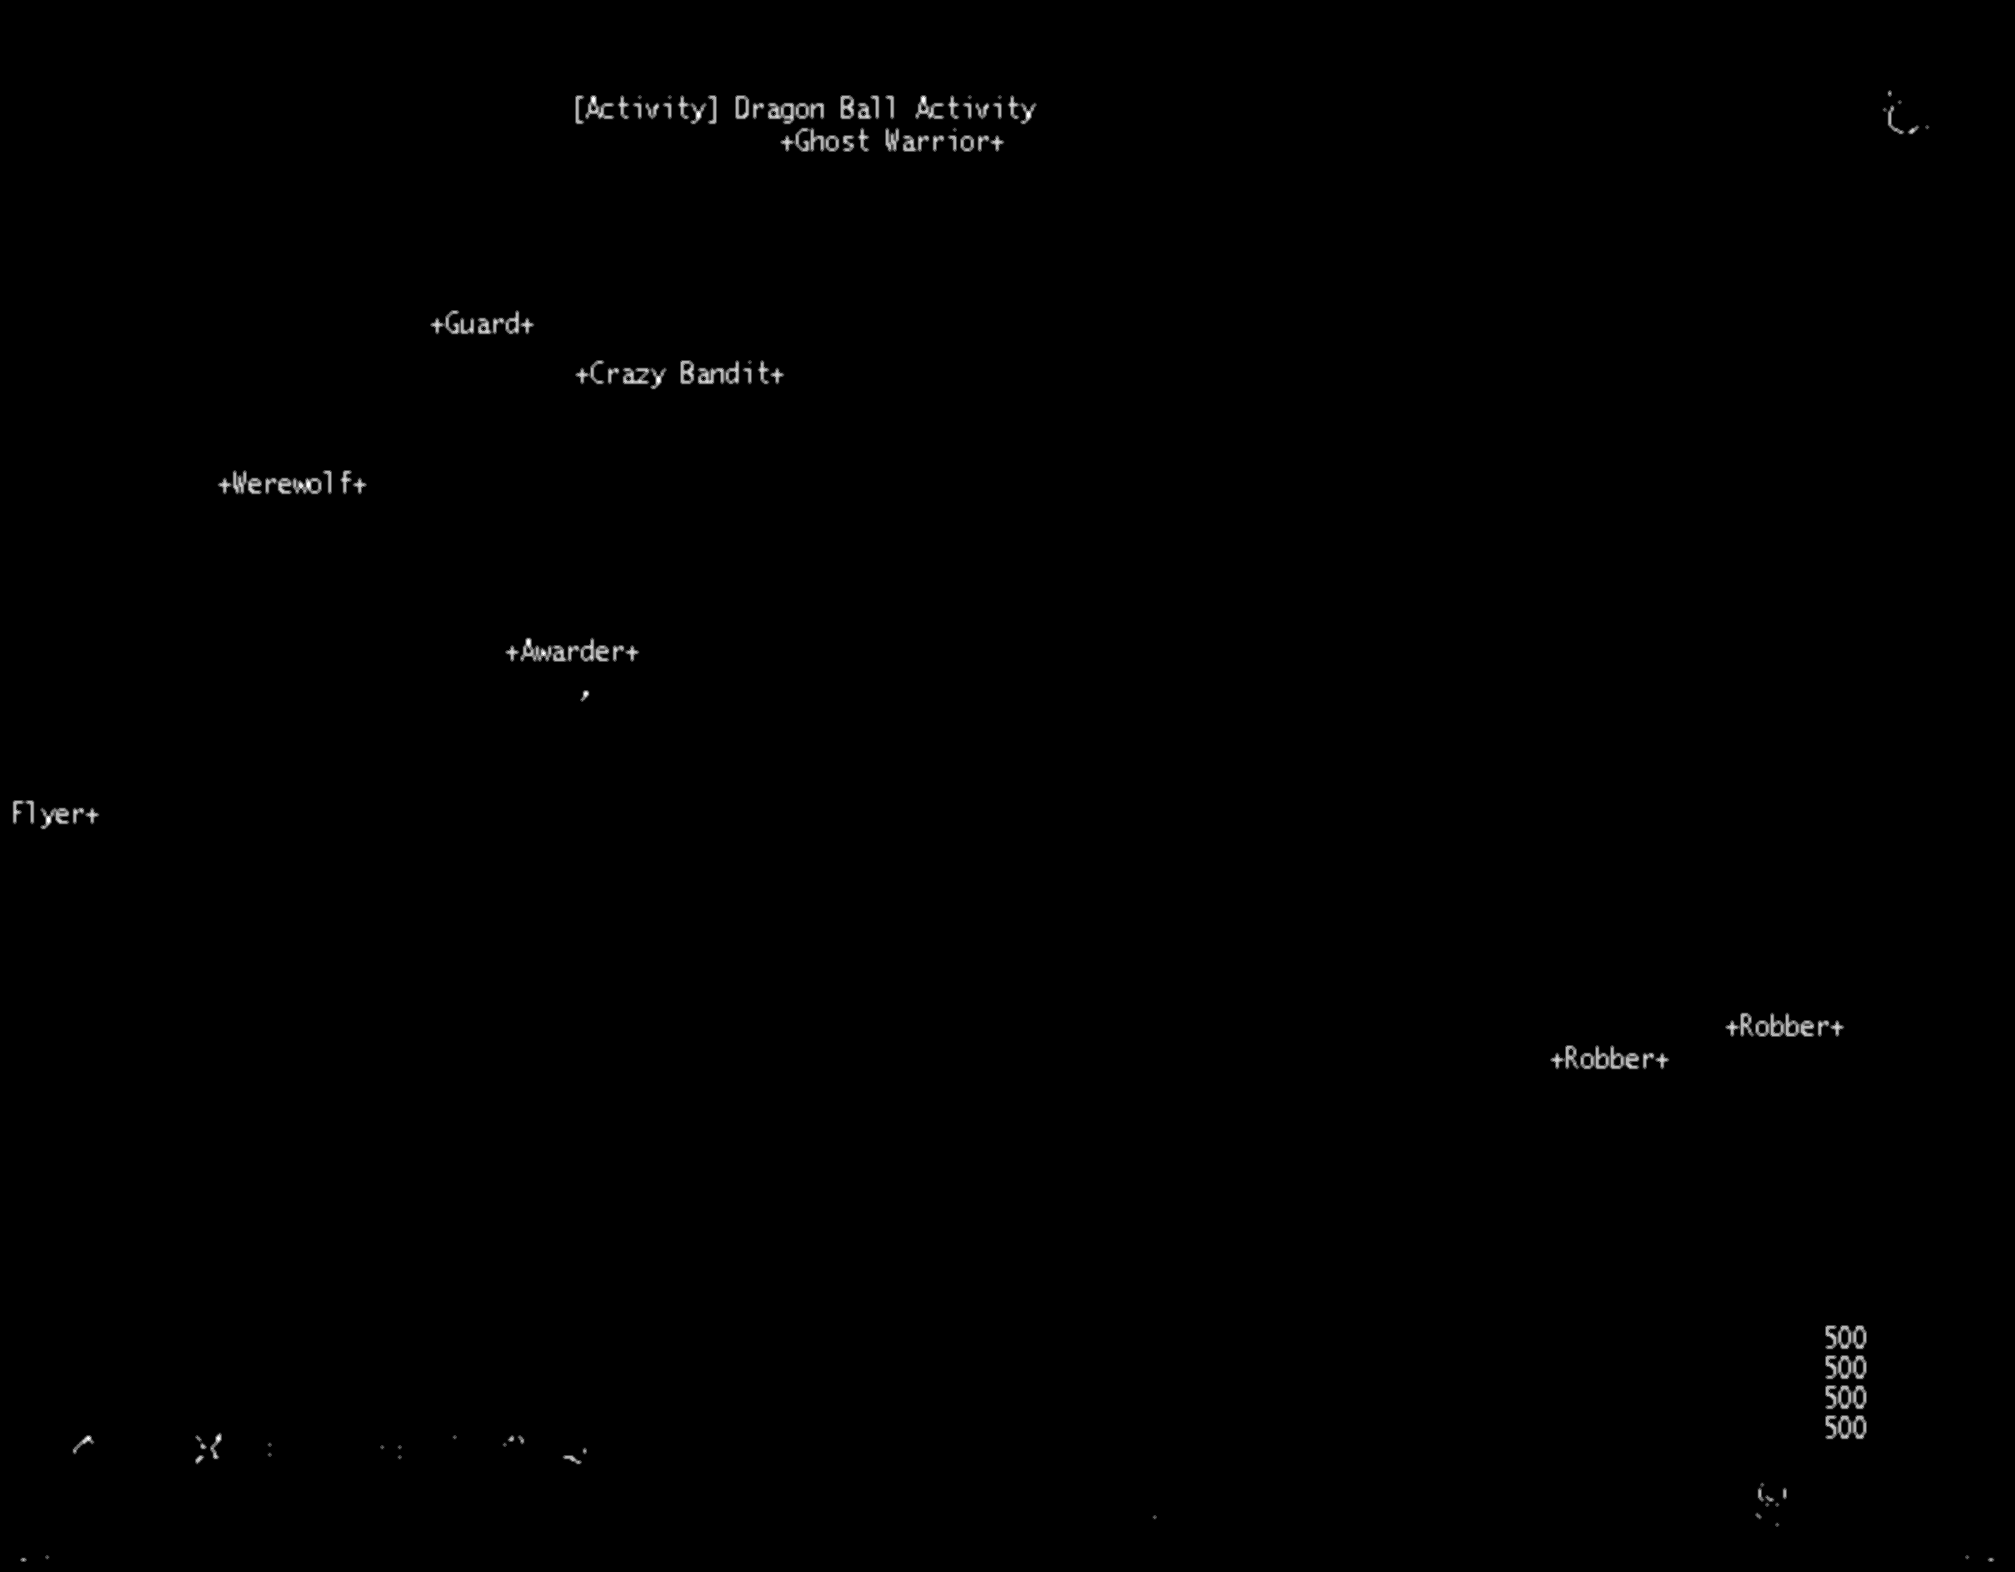 [Activity] Dragon Ball Activity
+Ghost Warrior+
+Guard+
+Crazy Bandit+
+Werewolf+
+Awarder+
Flyer+
+Robber+
+Robber+
500
500
500
500